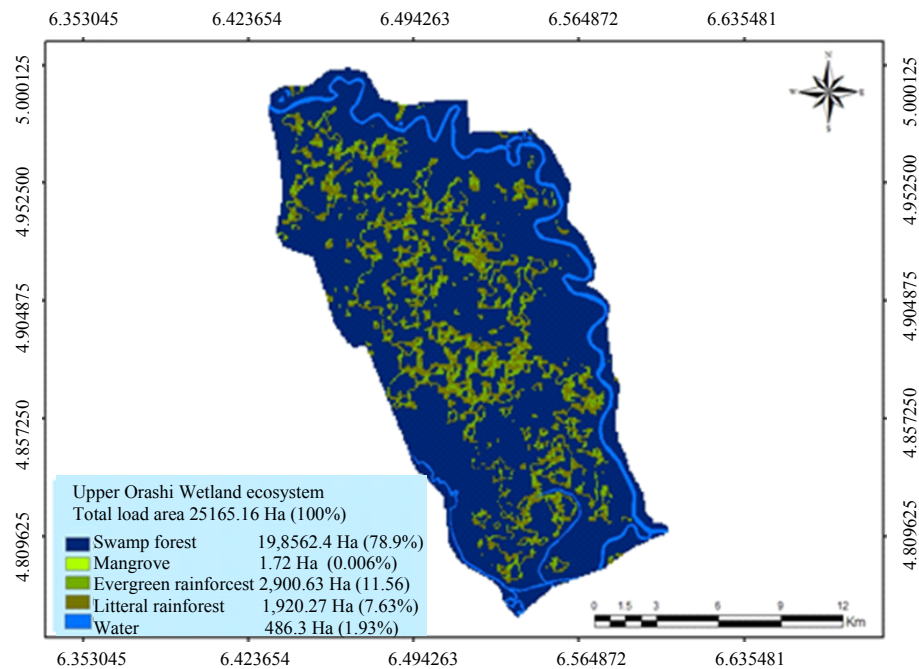 6.353045 6.423654 6.494263 6.564872 6.635481
5.000125 5.000125
N
W E
S
4.952500 4.952500
4.904875 4.904875
4.857250 4.857250
4.809625 4.809625
Upper Orashi Wetland ecosystem
Total load area 25165.16 Ha (100%)
Swamp forest 19,8562.4 Ha (78.9%)
Mangrove 1.72 Ha (0.006%)
Evergreen rainforcest 2,900.63 Ha (11.56)
Litteral rainforest 1,920.27 Ha (7.63%)
Water 486.3 Ha (1.93%)
0 1.5 3 6 9 12
Km
6.353045 6.423654 6.494263 6.564872 6.635481